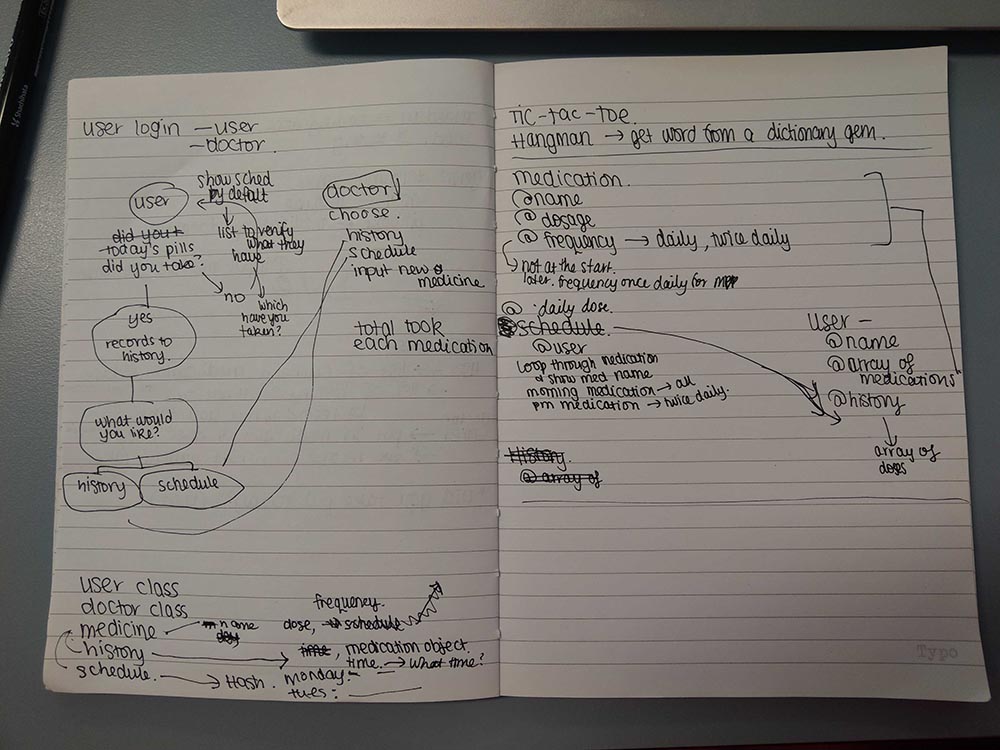 user login - user
- doctor.
show sched
by defalt
user
did you t
today's pills
did you take?
list to verify
what they
have
no
which
have you
taken?
yes
records to
history.
what would
you like?
history
schedule
doctor
choose.
history
schedule
input new
medicine
total took
each medication
user class
doctor class
medicine
name
day
frequency.
dose, schedule
history
time, medication object.
time. → what time?
schedule. → Hash. monday -
tues:
Tic-tac-toe.
Hangman → get word from a dictionary gem.
medication.
@name
@dosage
@frequency → daily, twice daily
not at the start.
later. frequency once daily for
@ daily dose.
schedule.
@user
loop through medication
& show med name
morning medication → all
pm medication → twice daily.
History
@ array of
User -
@name
@array of
medications
@history
array of
doses
Typo
Shachihata